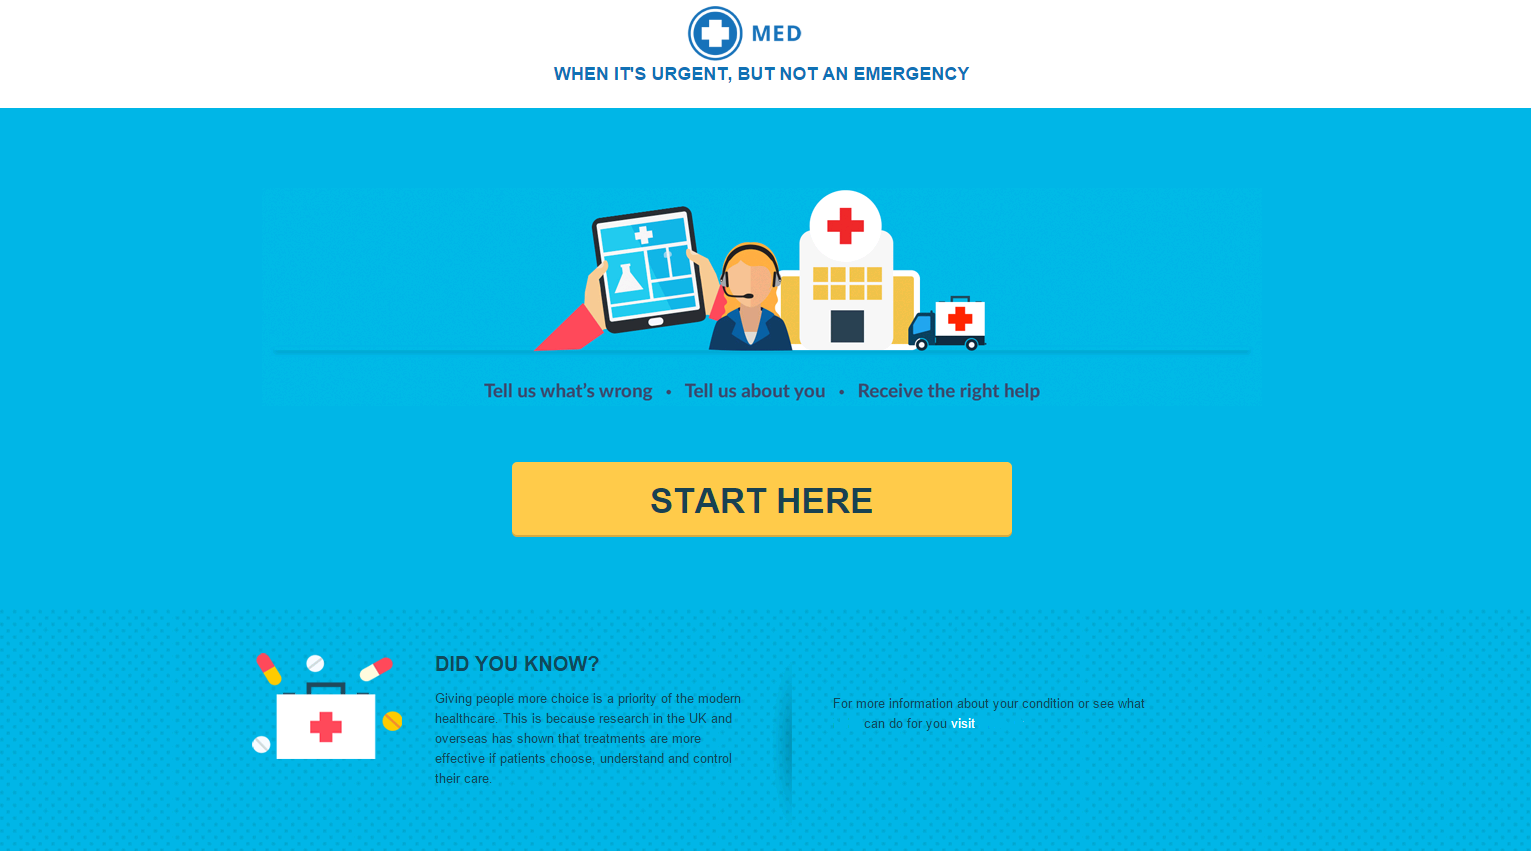 MED
WHEN IT'S URGENT, BUT NOT AN EMERGENCY
Tell us what's wrong • Tell us about you • Receive the right help
START HERE
DID YOU KNOW?
Giving people more choice is a priority of the modern
healthcare. This is because research in the UK and
overseas has shown that treatments are more
effective if patients choose, understand and control
their care.
For more information about your condition or see what
can do for you visit